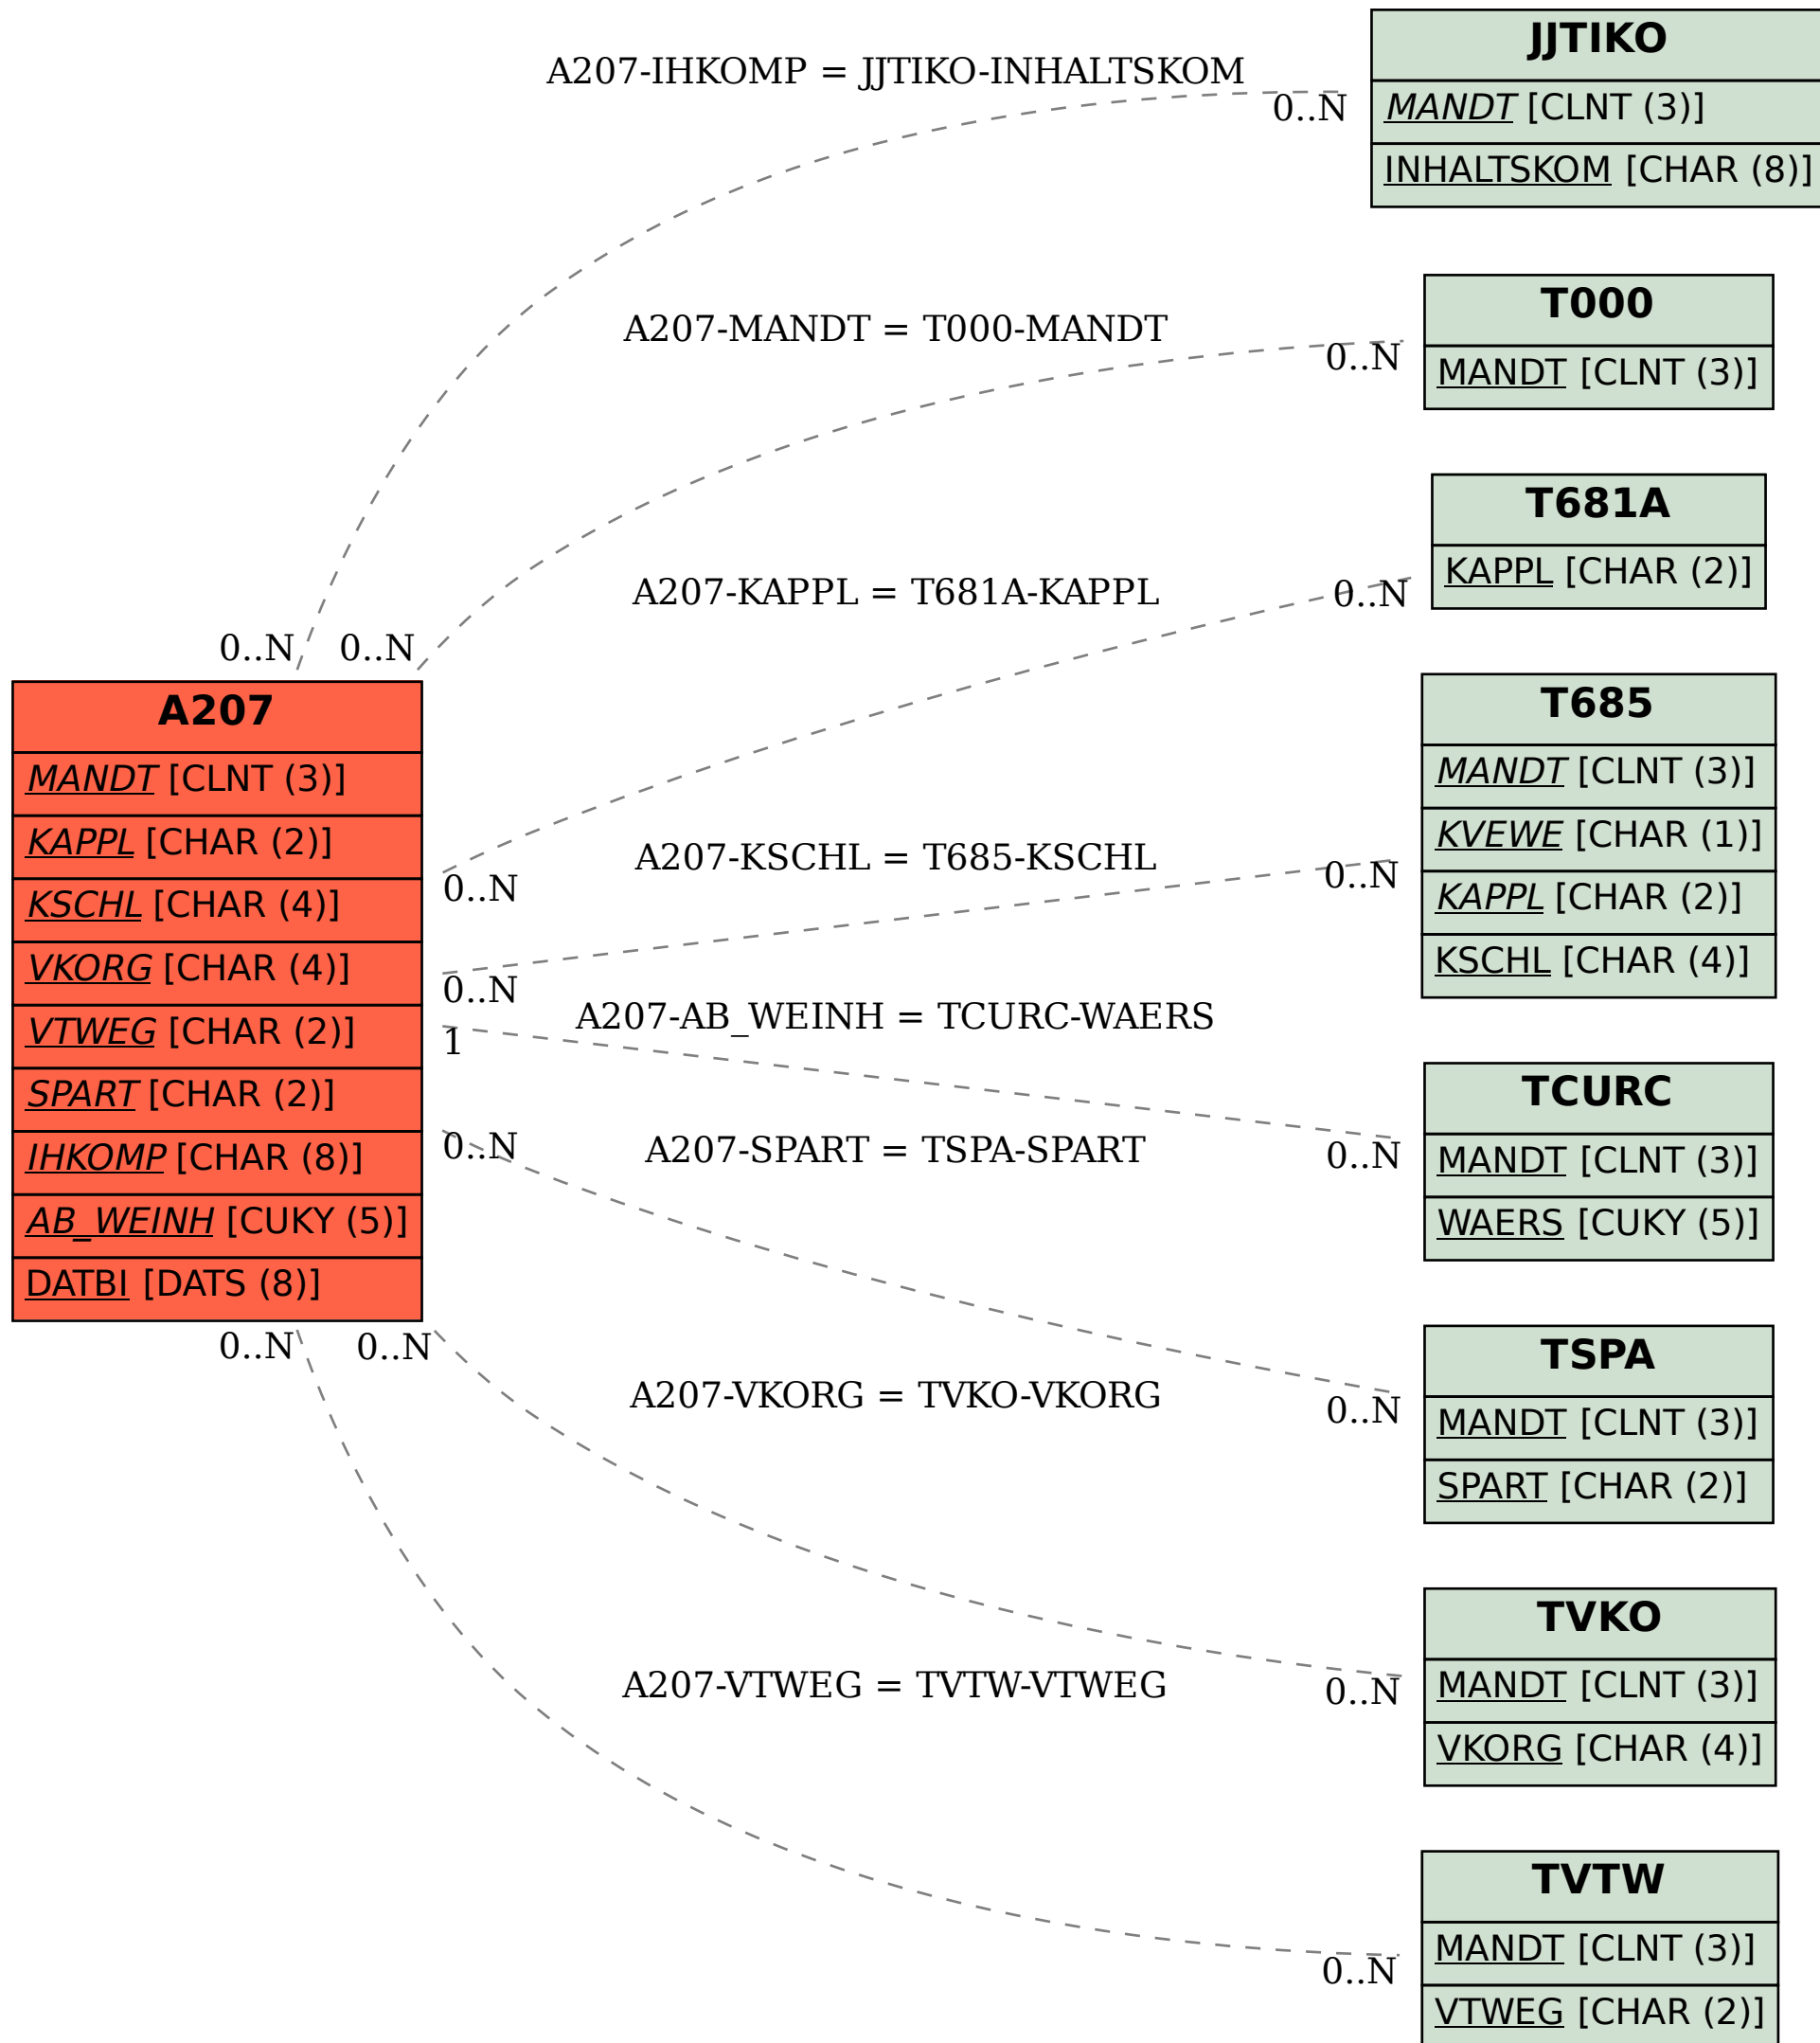 JJTIKO
A207-IHKOMP = JJTIKO-INHALTSKOM
0..N
MANDT [CLNT (3)]
INHALTSKOM [CHAR (8)]
T000
A207-MANDT = T000-MANDT
0..N
MANDT [CLNT (3)]
T681A
A207-KAPPL = T681A-KAPPL
0..N
KAPPL [CHAR (2)]
0..N
0..N
A207
MANDT [CLNT (3)]
KAPPL [CHAR (2)]
KSCHL [CHAR (4)]
VKORG [CHAR (4)]
VTWEG [CHAR (2)]
SPART [CHAR (2)]
IHKOMP [CHAR (8)]
AB_WEINH [CUKY (5)]
DATBI [DATS (8)]
0..N
0..N
T685
MANDT [CLNT (3)]
KVEWE [CHAR (1)]
KAPPL [CHAR (2)]
KSCHL [CHAR (4)]
0..N
A207-KSCHL = T685-KSCHL
0..N
0..N
A207-AB_WEINH = TCURC-WAERS
1
0..N
TCURC
MANDT [CLNT (3)]
WAERS [CUKY (5)]
0..N
A207-SPART = TSPA-SPART
0..N
TSPA
MANDT [CLNT (3)]
SPART [CHAR (2)]
A207-VKORG = TVKO-VKORG
0..N
TVKO
MANDT [CLNT (3)]
VKORG [CHAR (4)]
A207-VTWEG = TVTW-VTWEG
0..N
TVTW
MANDT [CLNT (3)]
VTWEG [CHAR (2)]